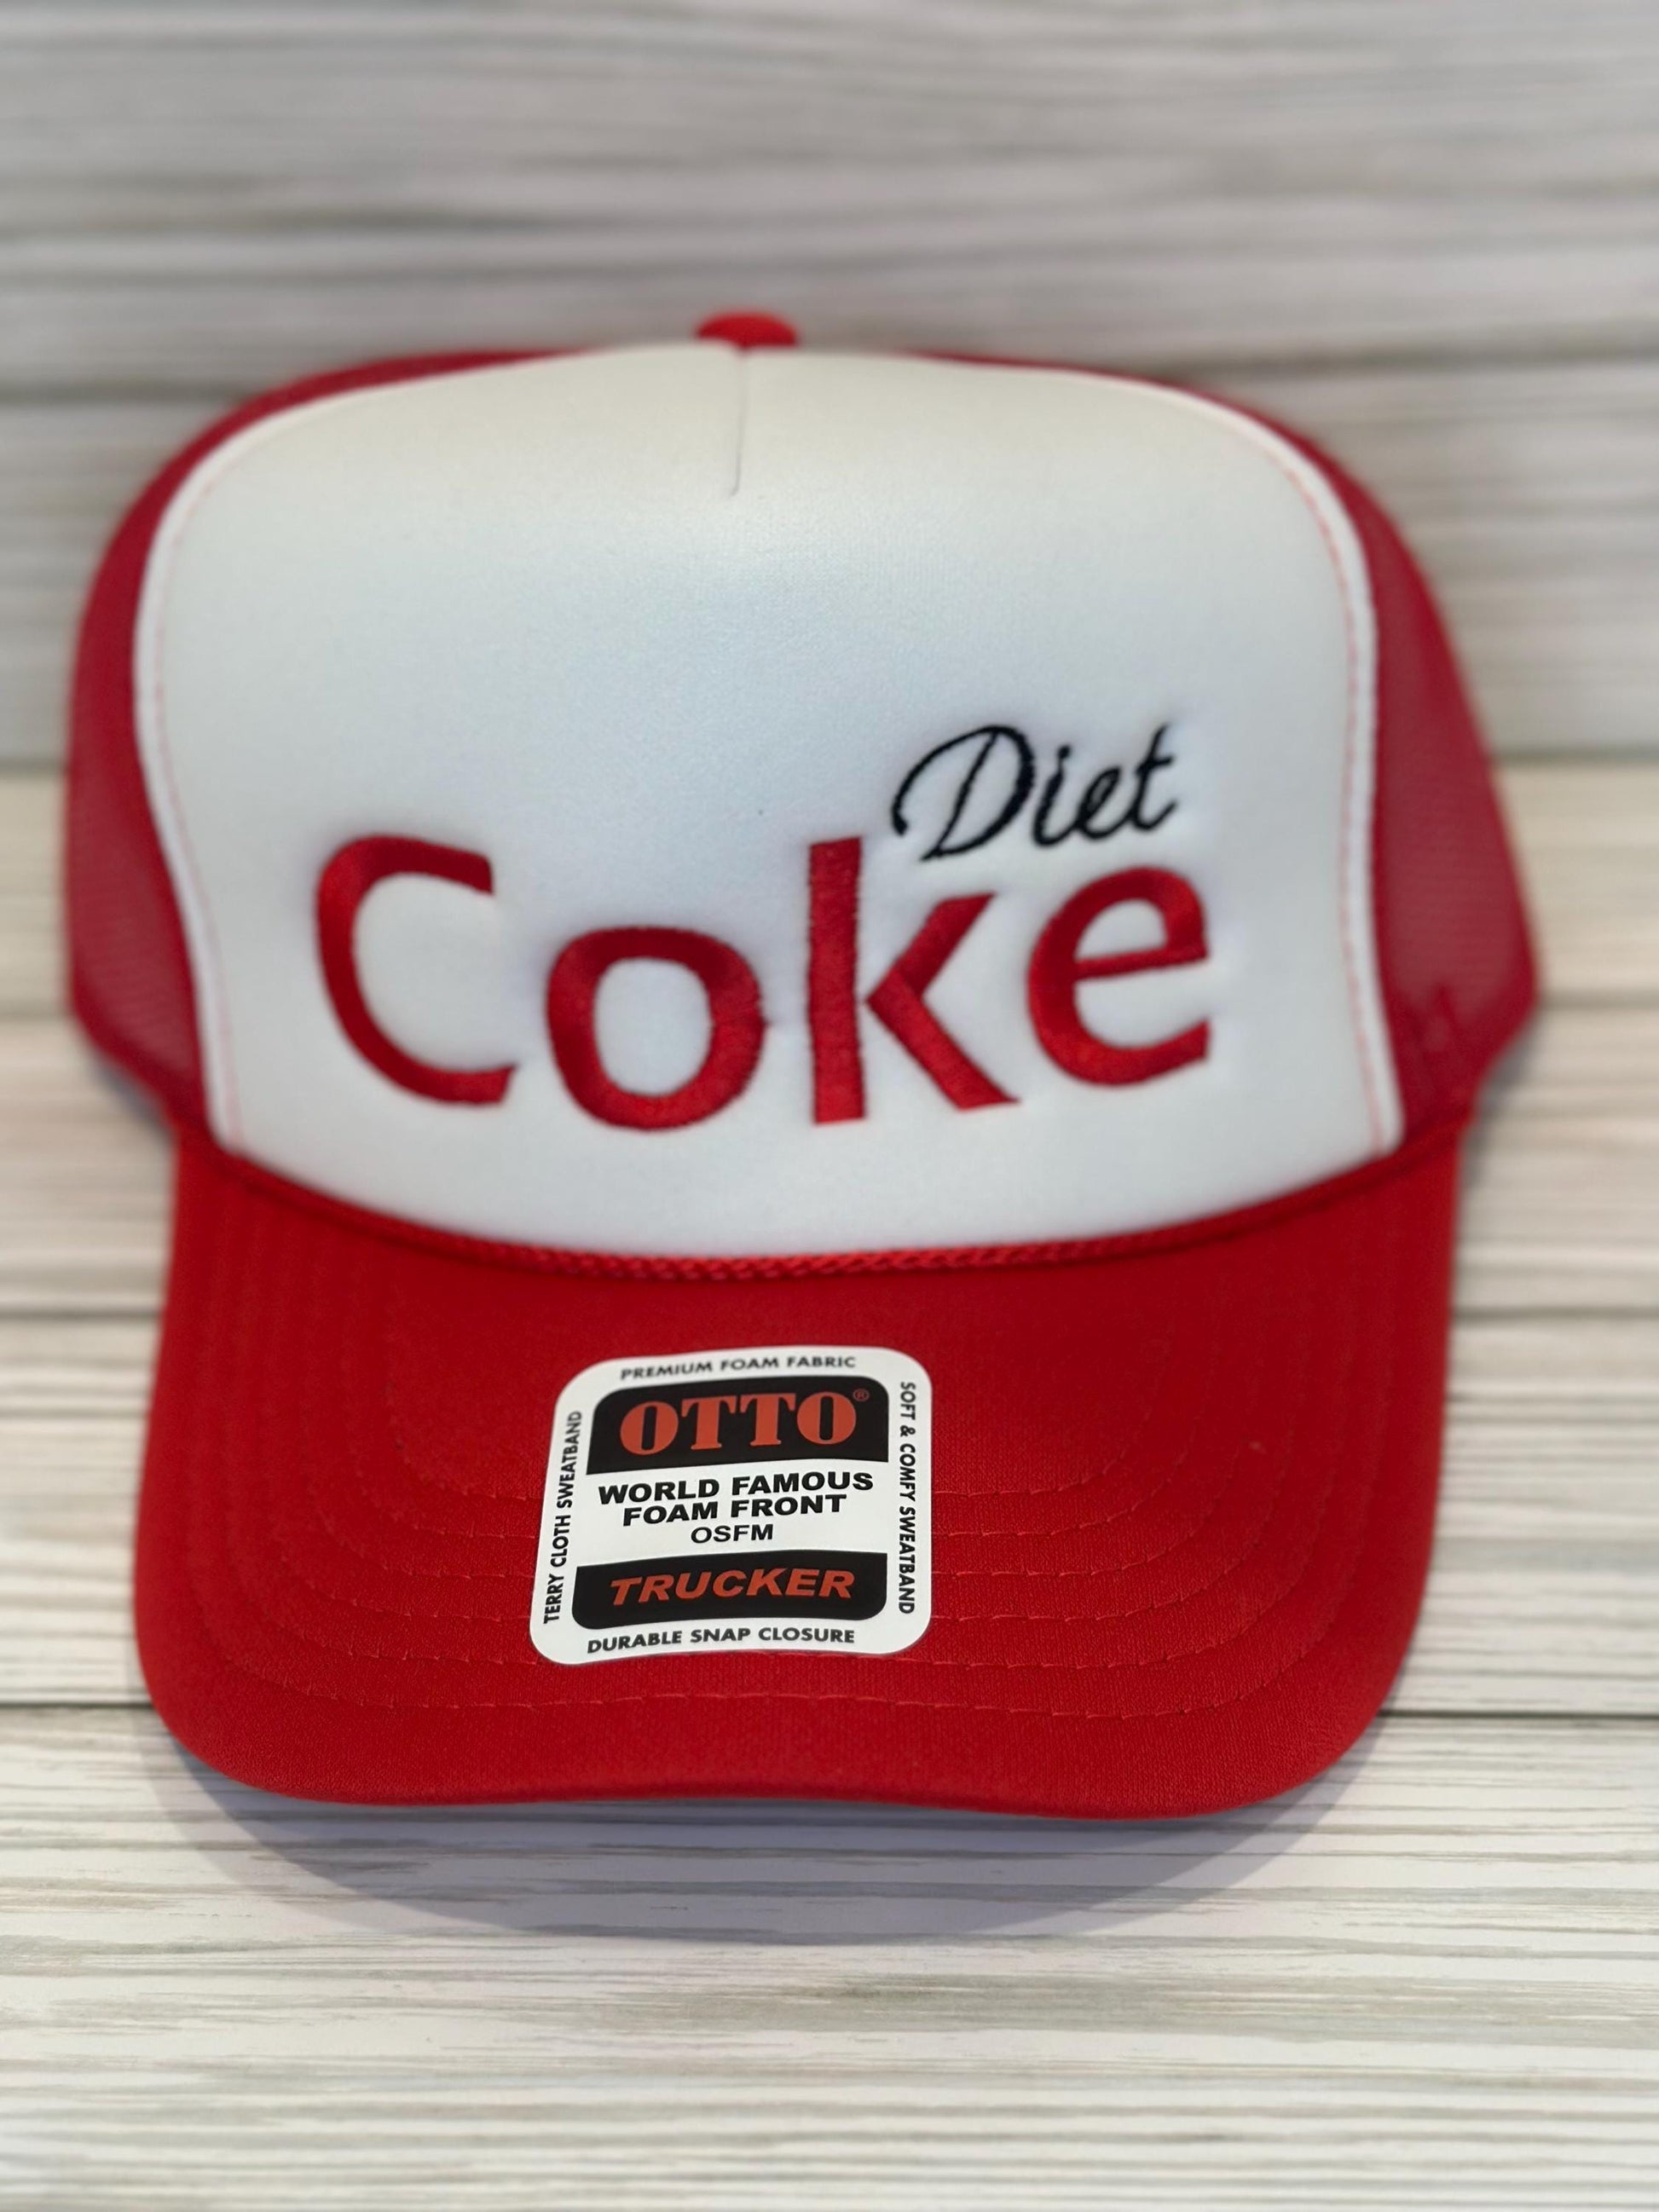 Diet
Coke
PREMIUM FOAM FABRIC
OTTO®
WORLD FAMOUS
FOAM FRONT
OSFM
TRUCKER
DURABLE SNAP CLOSURE
TERRY CLOTH SWEATBAND
SOFT & COMFY SWEATBAND